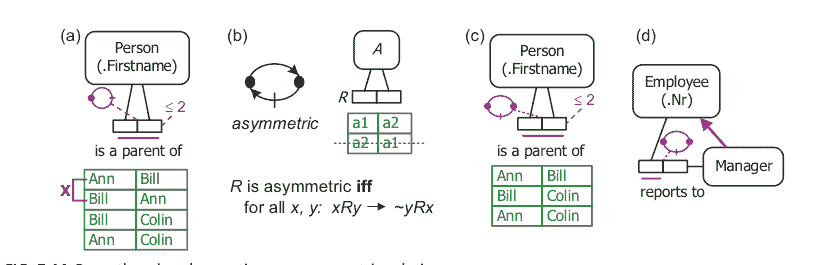 (a)
Person
(.Firstname)
≤ 2
is a parent of
x
Ann Bill
Bill Ann
Bill Colin
Ann Colin
(b)
asymmetric
A
R
a1 a2
a2 a1
R is asymmetric iff
for all x, y: xRy → ~yRx
(c)
Person
(.Firstname)
≤ 2
is a parent of
Ann Bill
Bill Colin
Ann Colin
(d)
Employee
(.Nr)
Manager
reports to